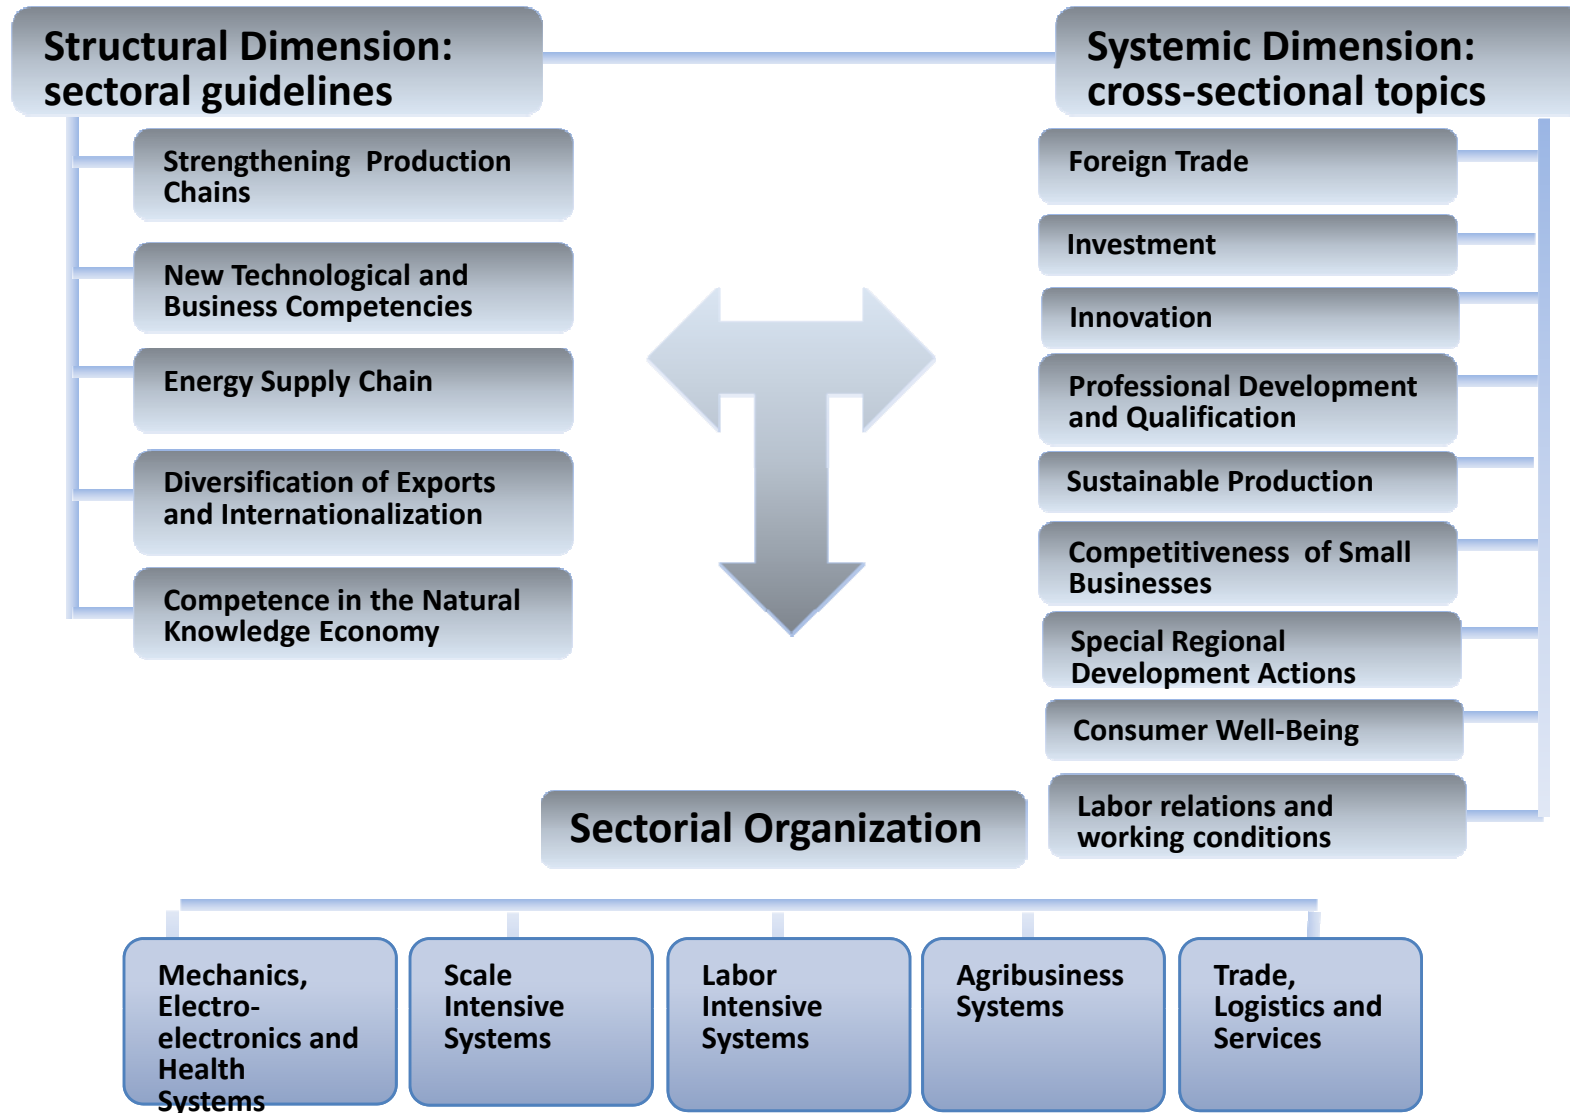 Structural Dimension:
sectoral guidelines
Strengthening Production
Chains
New Technological and
Business Competencies
Energy Supply Chain
Diversification of Exports
and Internationalization
Competence in the Natural
Knowledge Economy
Systemic Dimension:
cross-sectional topics
Foreign Trade
Investment
Innovation
Professional Development
and Qualification
Sustainable Production
Competitiveness of Small
Businesses
Special Regional
Development Actions
Consumer Well-Being
Labor relations and
working conditions
Sectorial Organization
Mechanics,
Electro-
electronics and
Health
Systems
Scale
Intensive
Systems
Labor
Intensive
Systems
Agribusiness
Systems
Trade,
Logistics and
Services